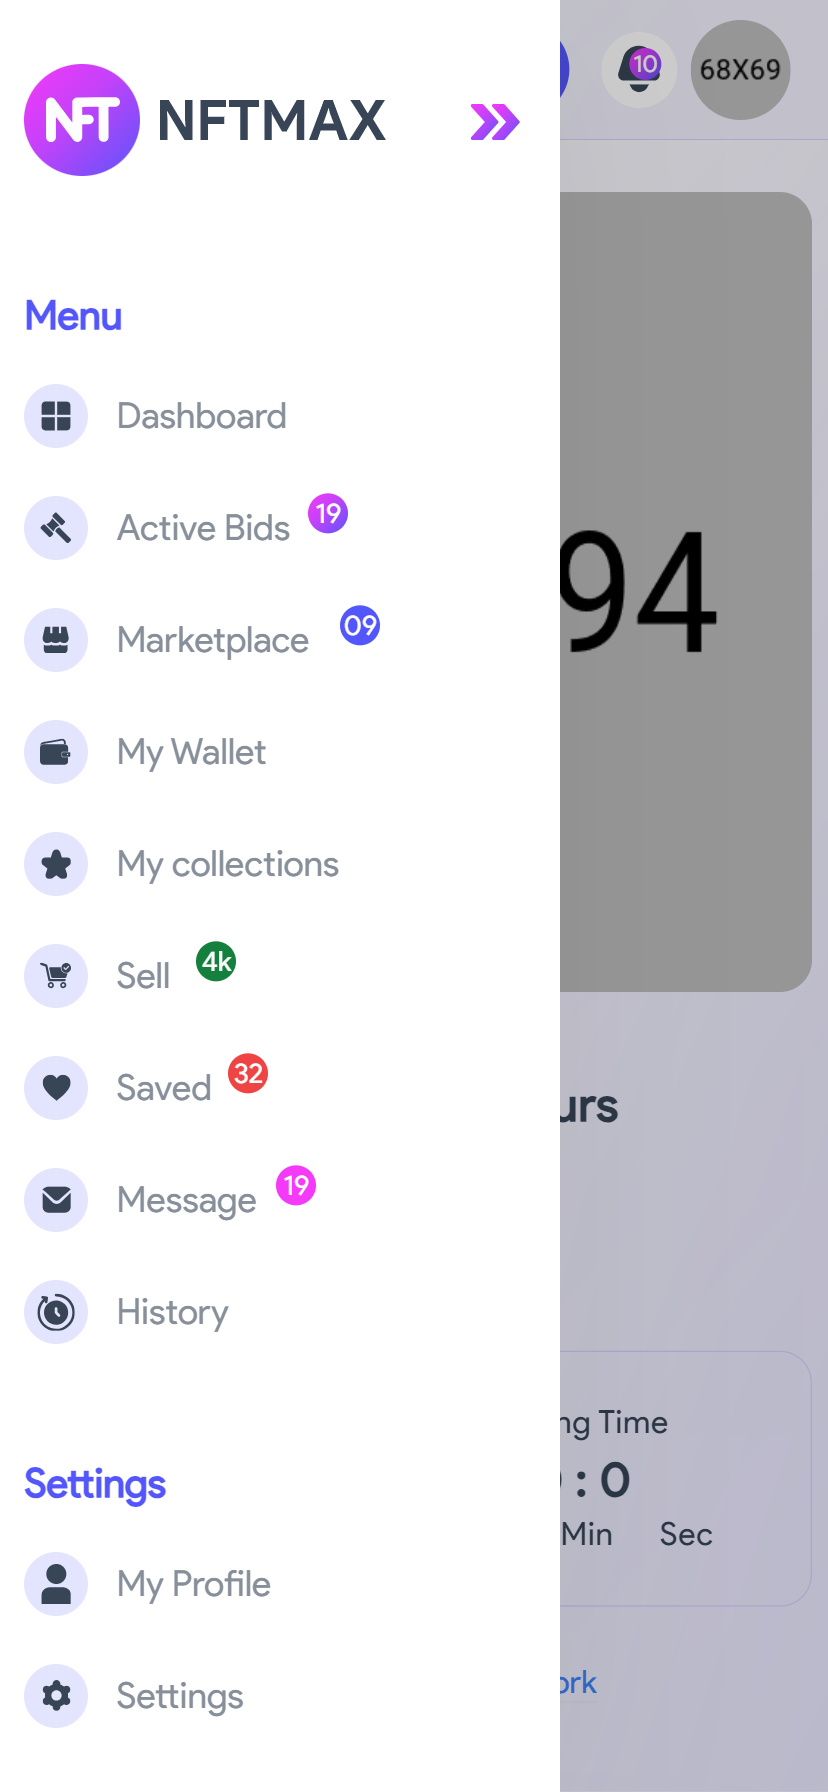 NFT NFTMAX
10
68X69
Menu
Dashboard
Active Bids 19
Marketplace 09
94
My Wallet
My collections
Sell 4k
Saved 32
urs
Message 19
History
ng Time
: 0
Min Sec
Settings
My Profile
ork
Settings